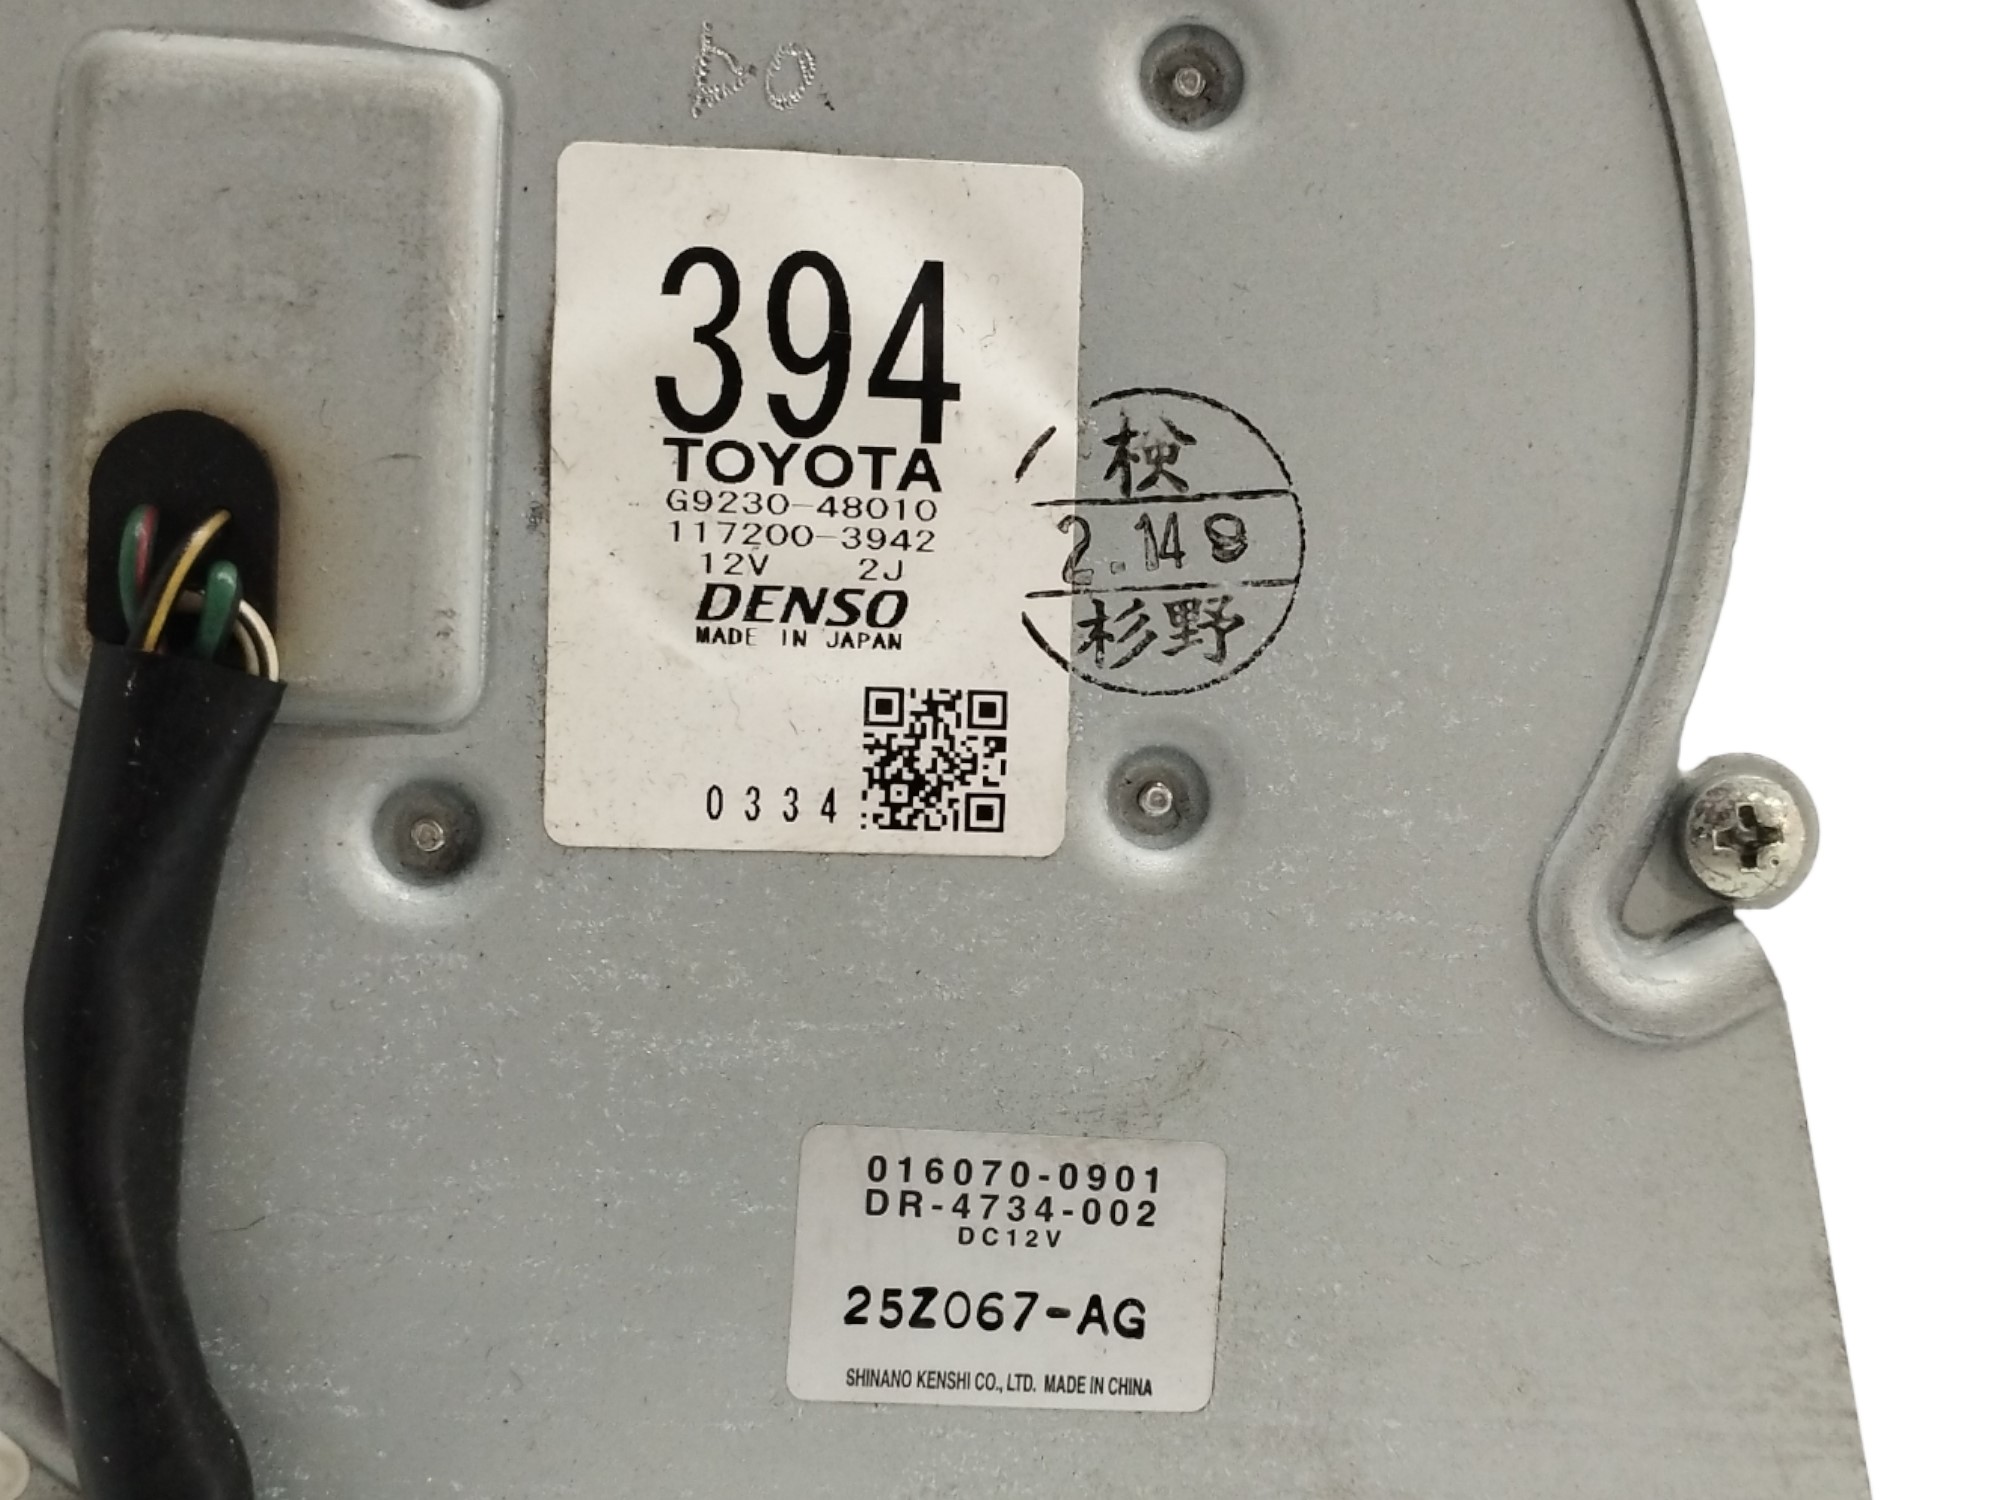 394
TOYOTA
G9230-48010
117200-3942
12V 2J
DENSO
MADE IN JAPAN
0334
検
2.14
杉野
016070-0901
DR-4734-002
DC12V
25Z067-AG
SHINANO KENSHI CO., LTD. MADE IN CHINA